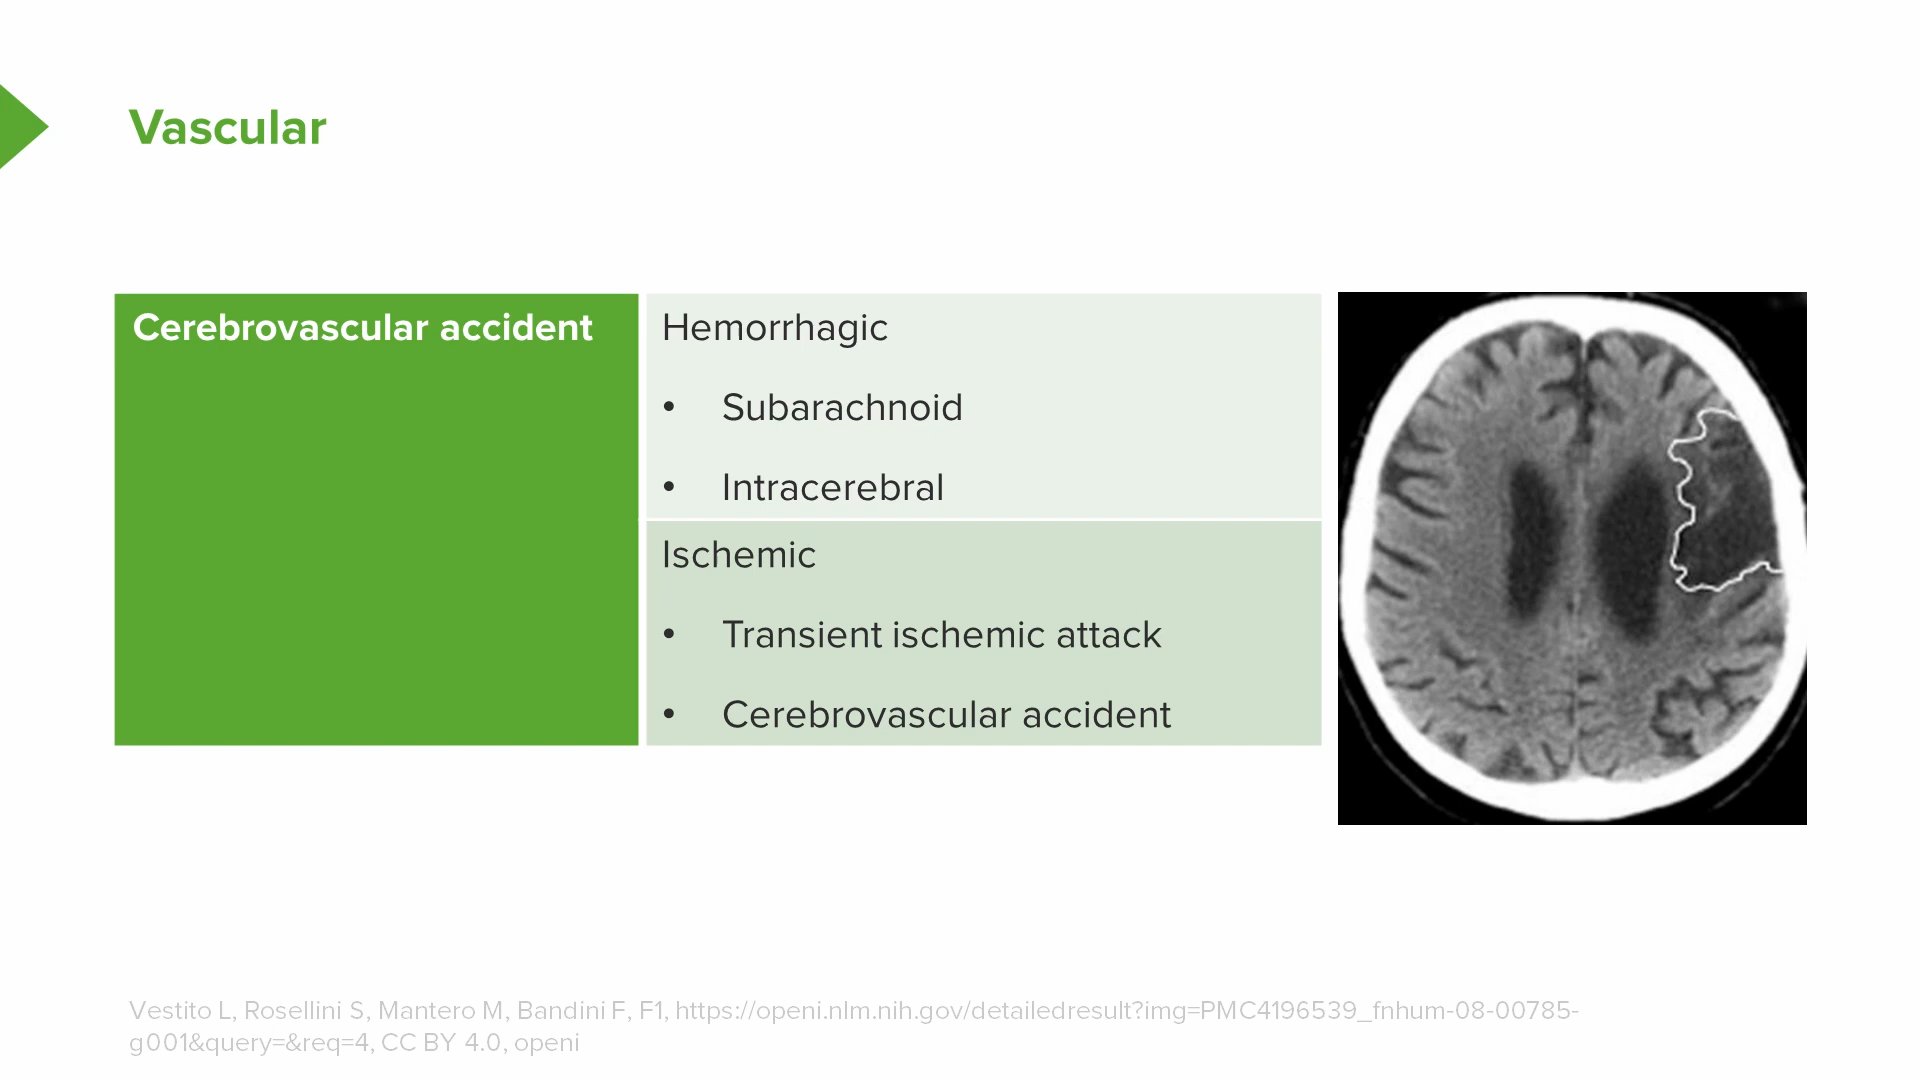 Vascular
Cerebrovascular accident
Hemorrhagic
• Subarachnoid
• Intracerebral
Ischemic
• Transient ischemic attack
• Cerebrovascular accident
Vestito L, Rosellini S, Mantero M, Bandini F, F1, https://openi.nlm.nih.gov/detailedresult?img=PMC4196539_fnhum-08-00785-
g001&query=&req=4, CC BY 4.0, openi